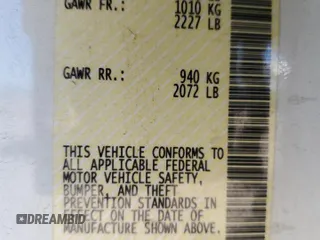 GAWR FR.: 1010 KG
2227 LB
GAWR RR.: 940 KG
2072 LB
THIS VEHICLE CONFORMS TO
ALL APPLICABLE FEDERAL
MOTOR VEHICLE SAFETY,
BUMPER, AND THEFT
PREVENTION STANDARDS IN
EFFECT ON THE DATE OF
MANUFACTURE SHOWN ABOVE.
DREAMBID